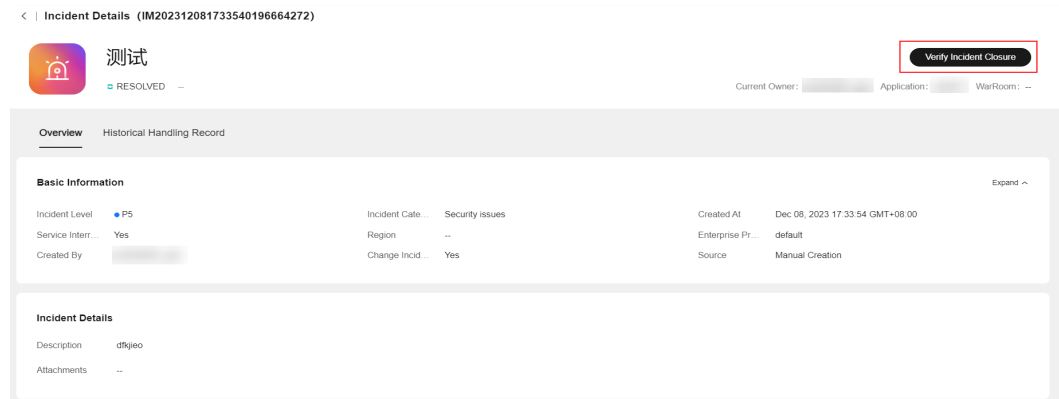 Incident Details（IM202312081733540196664272）
测试
Verify Incident Closure
RESOLVED --
Current Owner: Application: WarRoom: --
Overview Historical Handling Record
Basic Information Expand
Incident Level P5 Incident Cate... Security issues Created At Dec 08, 2023 17:33:54 GMT+08:00
Service Interr... Yes Region -- Enterprise Pr... default
Created By Change Incid... Yes Source Manual Creation
Incident Details
Description dfkjieo
Attachments --